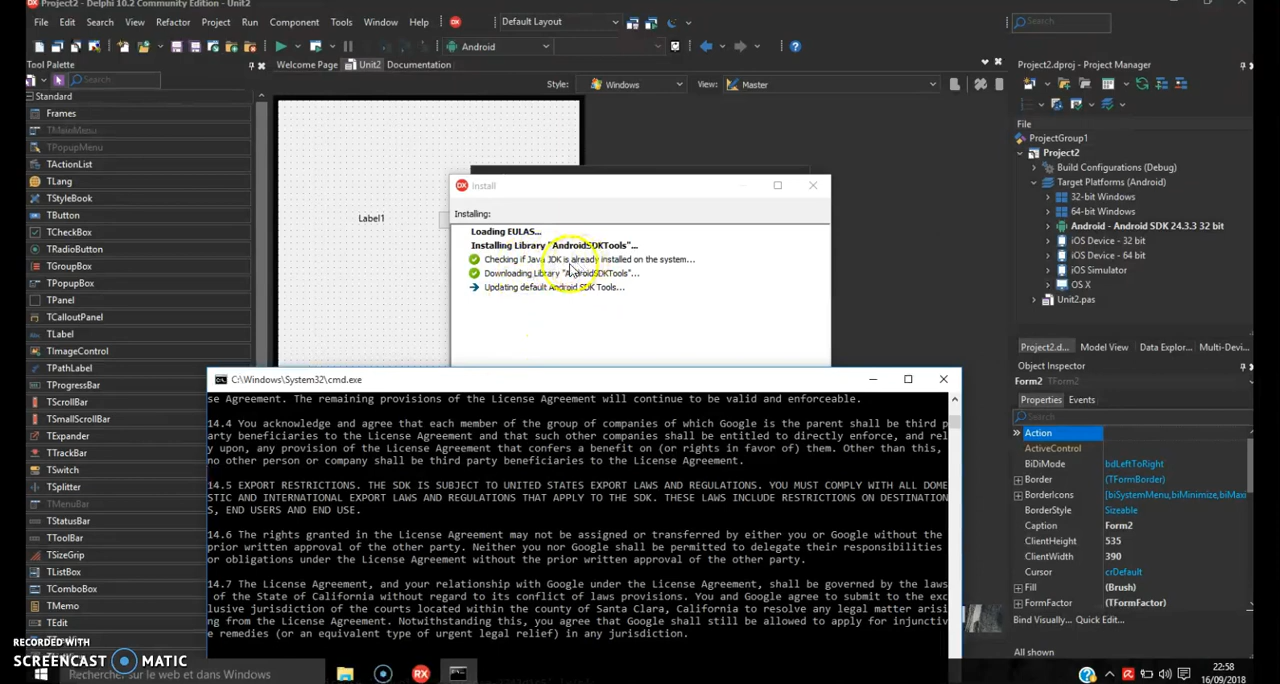 Project2 - Delphi 10.2 Community Edition - Unit2
File Edit Search View Refactor Project Run Component Tools Window Help
Default Layout
Search
Android
Tool Palette
Search
Standard
Frames
TMainMenu
TPopupMenu
TActionList
TLang
TStyleBook
TButton
TCheckBox
TRadioButton
TGroupBox
TPopupBox
TPanel
TCalloutPanel
TLabel
TImageControl
TPathLabel
TProgressBar
TScrollBar
TSmallScrollBar
TExpander
TTrackBar
TSwitch
TSplitter
TMenuBar
TStatusBar
TToolBar
TSizeGrip
TListBox
TComboBox
TMemo
TEdit
Welcome Page Unit2 Documentation
Style: Windows View: Master
Label1
Install
Installing:
Loading EULAS...
Installing Library "AndroidSDKTools"...
Checking if Java JDK is already installed on the system...
Downloading Library "AndroidSDKTools"...
Updating default Android SDK Tools...
C:\Windows\System32\cmd.exe
se Agreement. The remaining provisions of the License Agreement will continue to be valid and enforceable.
14.4 You acknowledge and agree that each member of the group of companies of which Google is the parent shall be third p
arty beneficiaries to the License Agreement and that such other companies shall be entitled to directly enforce, and rel
y upon, any provision of the License Agreement that confers a benefit on (or rights in favor of) them. Other than this,
no other person or company shall be third party beneficiaries to the License Agreement.
14.5 EXPORT RESTRICTIONS. THE SDK IS SUBJECT TO UNITED STATES EXPORT LAWS AND REGULATIONS. YOU MUST COMPLY WITH ALL DOME
STIC AND INTERNATIONAL EXPORT LAWS AND REGULATIONS THAT APPLY TO THE SDK. THESE LAWS INCLUDE RESTRICTIONS ON DESTINATION
S, END USERS AND END USE.
14.6 The rights granted in the License Agreement may not be assigned or transferred by either you or Google without the
prior written approval of the other party. Neither you nor Google shall be permitted to delegate their responsibilities
or obligations under the License Agreement without the prior written approval of the other party.
14.7 The License Agreement, and your relationship with Google under the License Agreement, shall be governed by the laws
of the State of California without regard to its conflict of laws provisions. You and Google agree to submit to the exc
lusive jurisdiction of the courts located within the county of Santa Clara, California to resolve any legal matter arisi
ng from the License Agreement. Notwithstanding this, you agree that Google shall still be allowed to apply for injunctiv
e remedies (or an equivalent type of urgent legal relief) in any jurisdiction.
Project2.dproj - Project Manager
File
ProjectGroup1
Project2
Build Configurations (Debug)
Target Platforms (Android)
32-bit Windows
64-bit Windows
Android - Android SDK 24.3.3 32 bit
iOS Device - 32 bit
iOS Device - 64 bit
iOS Simulator
OS X
Unit2.pas
Project2.d... Model View Data Explor... Multi-Devi...
Object Inspector
Form2 TForm2
Properties Events
Search
Action
ActiveControl
BiDiMode bdLeftToRight
Border (TFormBorder)
BorderIcons [biSystemMenu,biMinimize,biMaxi
BorderStyle Sizeable
Caption Form2
ClientHeight 535
ClientWidth 390
Cursor crDefault
Fill (Brush)
FormFactor (TFormFactor)
Bind Visually... Quick Edit...
All shown
RECORDED WITH
SCREENCAST MATIC
Rechercher sur le web et dans Windows
22:58
16/09/2018